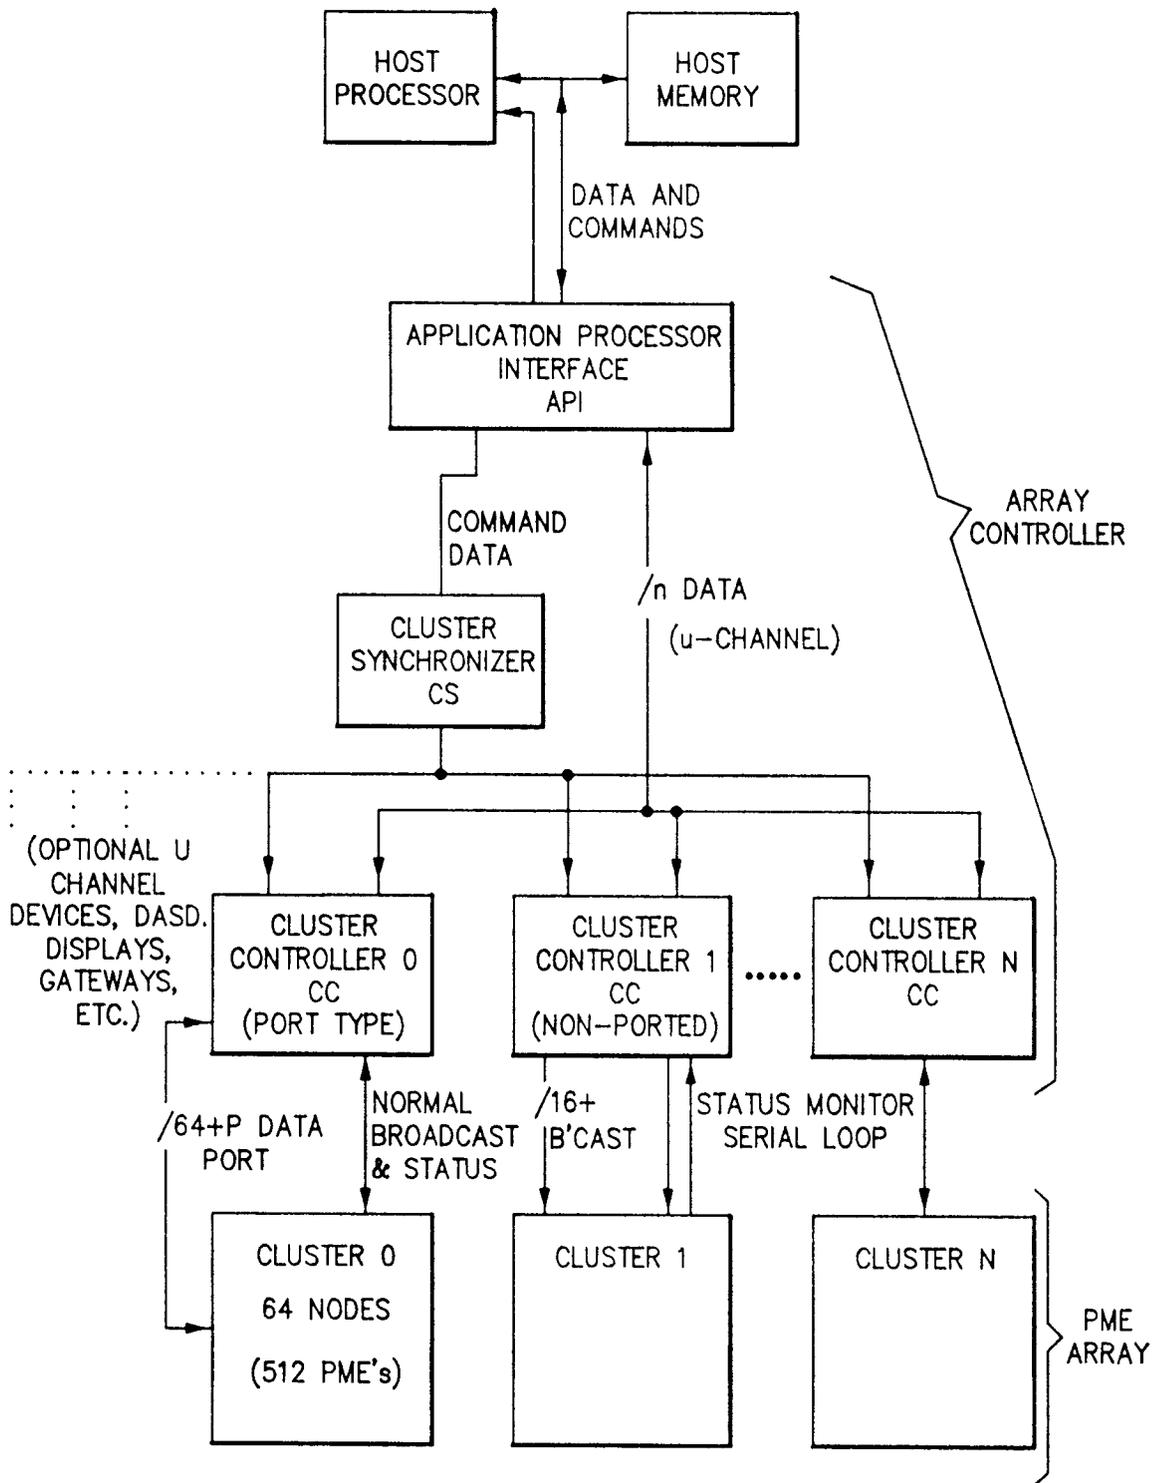 HOST
PROCESSOR
HOST
MEMORY
DATA AND
COMMANDS
APPLICATION PROCESSOR
INTERFACE
API
ARRAY
CONTROLLER
COMMAND
DATA
/n DATA
(u-CHANNEL)
CLUSTER
SYNCHRONIZER
CS
(OPTIONAL U
CHANNEL
DEVICES, DASD.
DISPLAYS,
GATEWAYS,
ETC.)
CLUSTER
CONTROLLER 0
CC
(PORT TYPE)
CLUSTER
CONTROLLER 1
CC
(NON-PORTED)
.....
CLUSTER
CONTROLLER N
CC
/64+P DATA
PORT
NORMAL
BROADCAST
& STATUS
/16+
B'CAST
STATUS MONITOR
SERIAL LOOP
CLUSTER 0
64 NODES
(512 PME's)
CLUSTER 1
CLUSTER N
PME
ARRAY